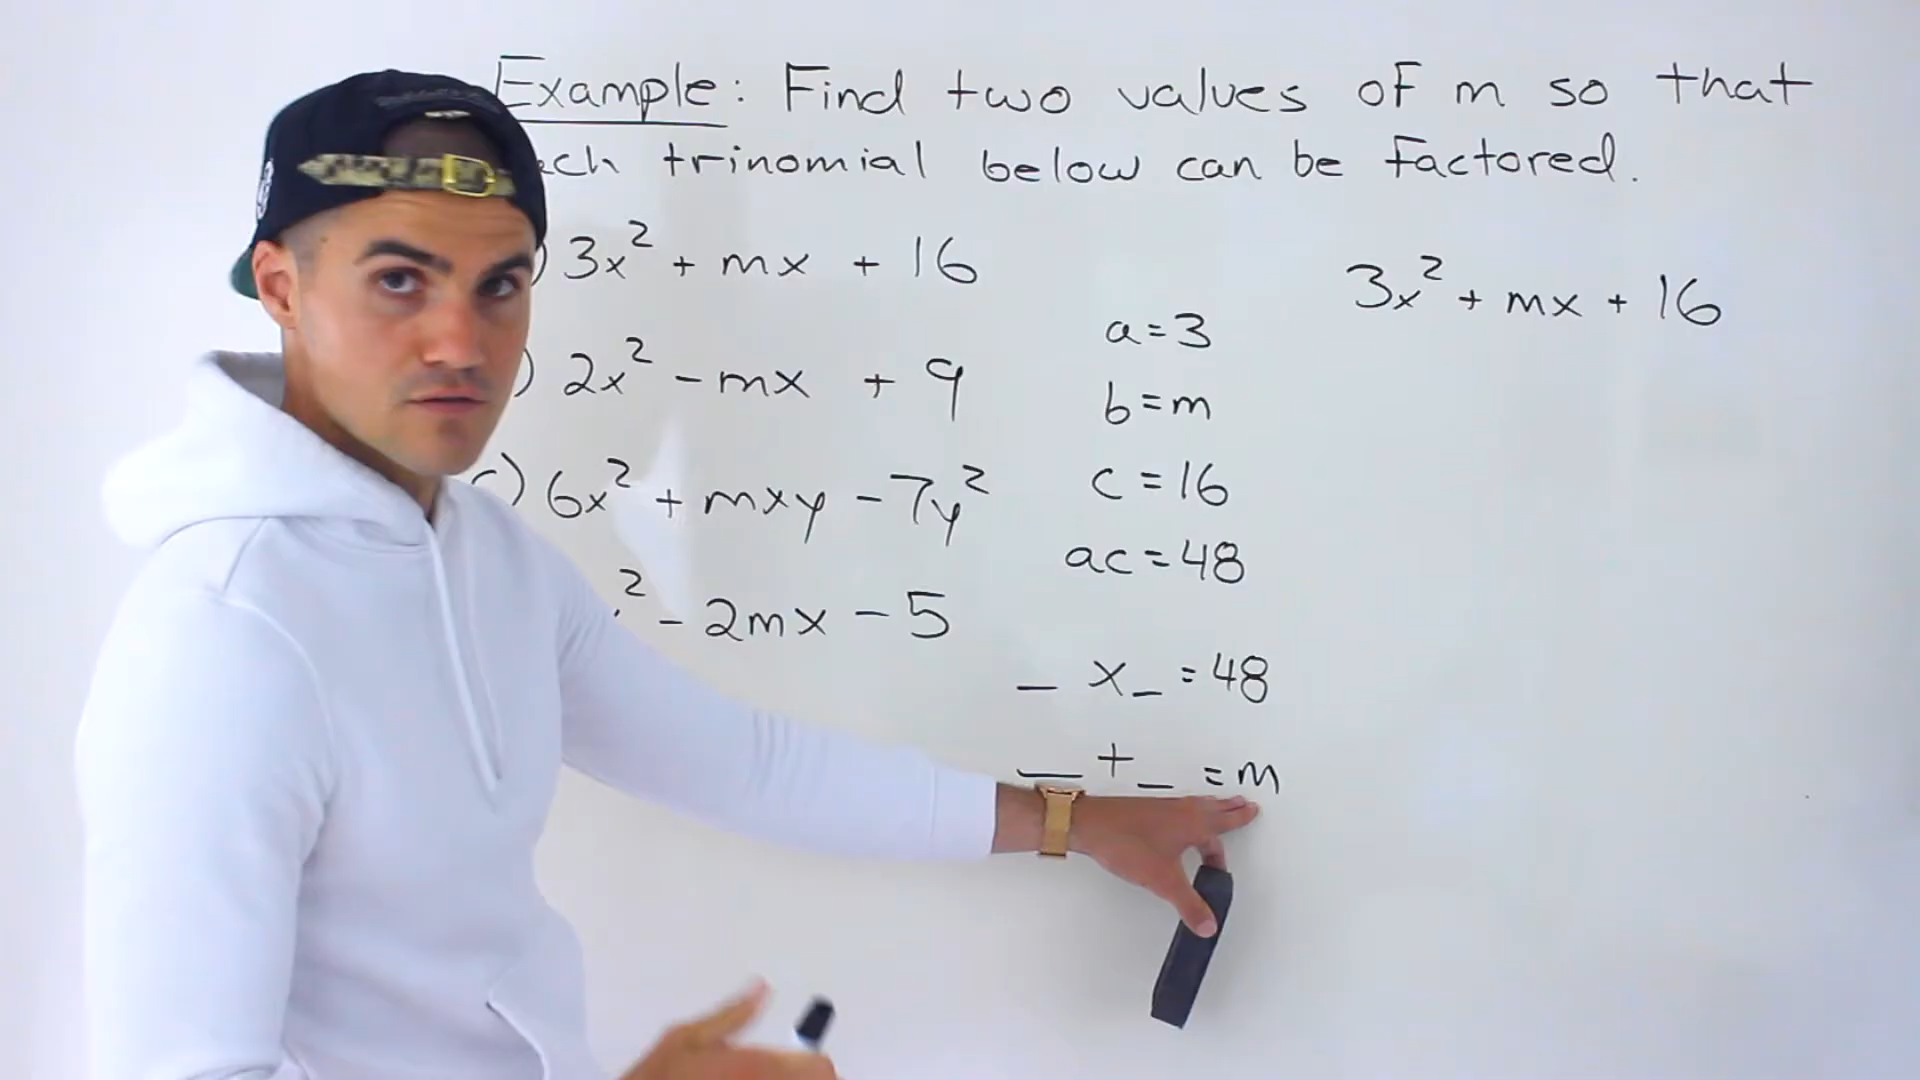 Example: Find two values of m so that
ch trinomial below can be factored.
) 3x² + mx + 16
) 2x² - mx + 9
c) 6x² + mxy - 7y²
² - 2mx - 5
a = 3
b = m
c = 16
ac = 48
_ x _ = 48
_ + _ = m
3x² + mx + 16